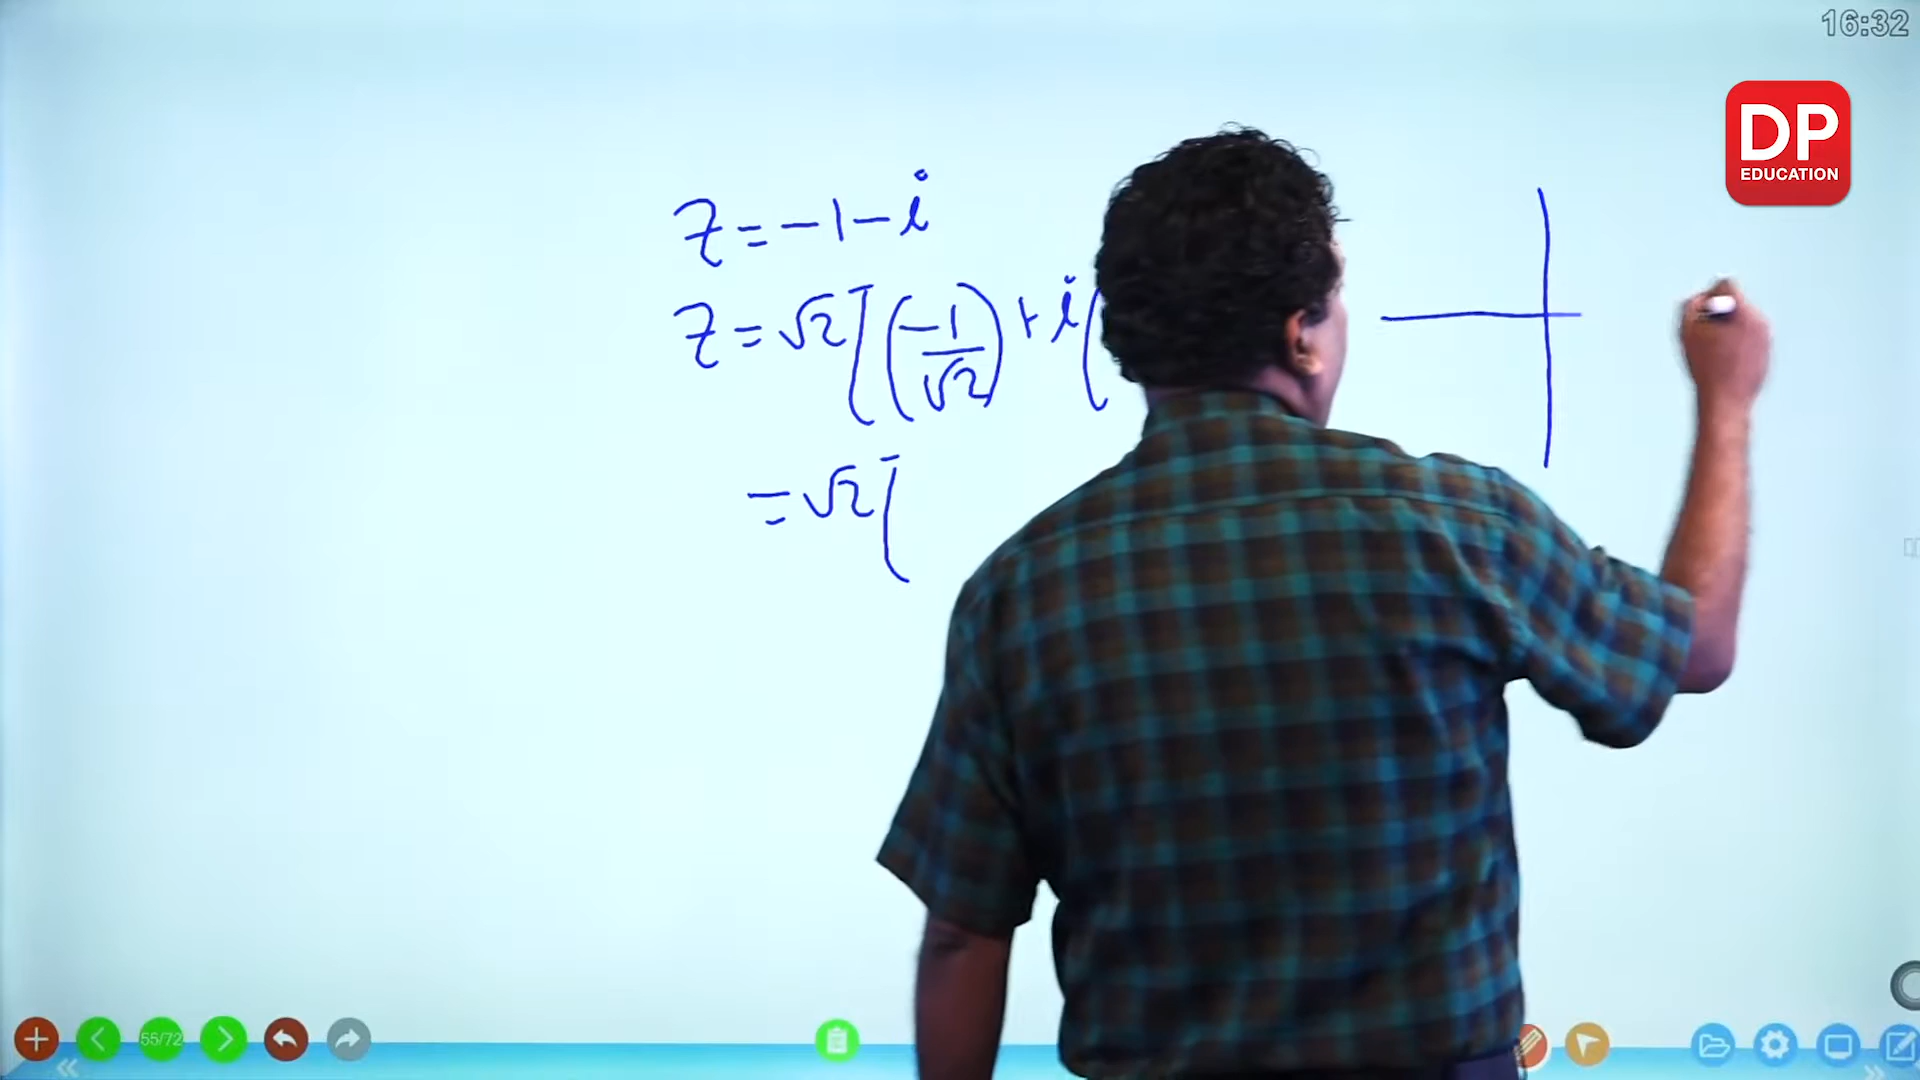 16:32
DP
EDUCATION
z = -1 - i
z = √2 [ ( -1/√2 ) + i (
= √2 [
55/72